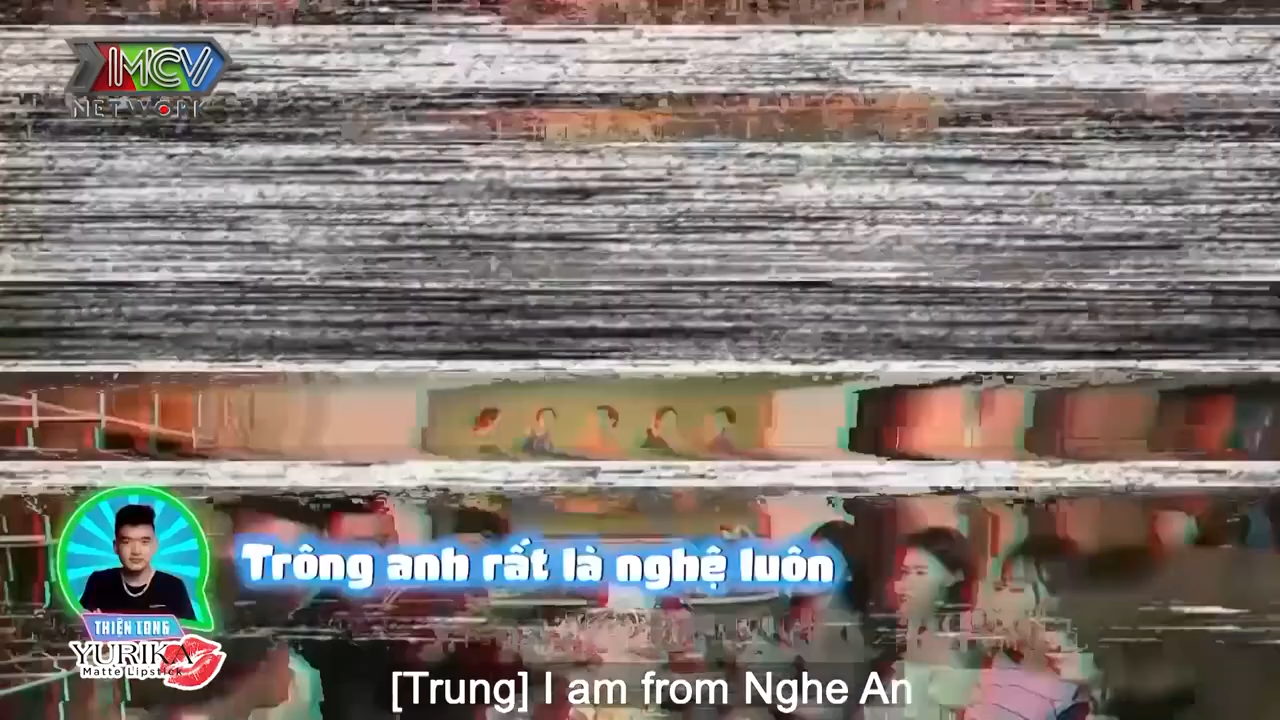 MCV
NETWORK
Trông anh rất là nghệ luôn
THIÊN LONG
YURIKA
Matte Lipstick
[Trung] I am from Nghe An